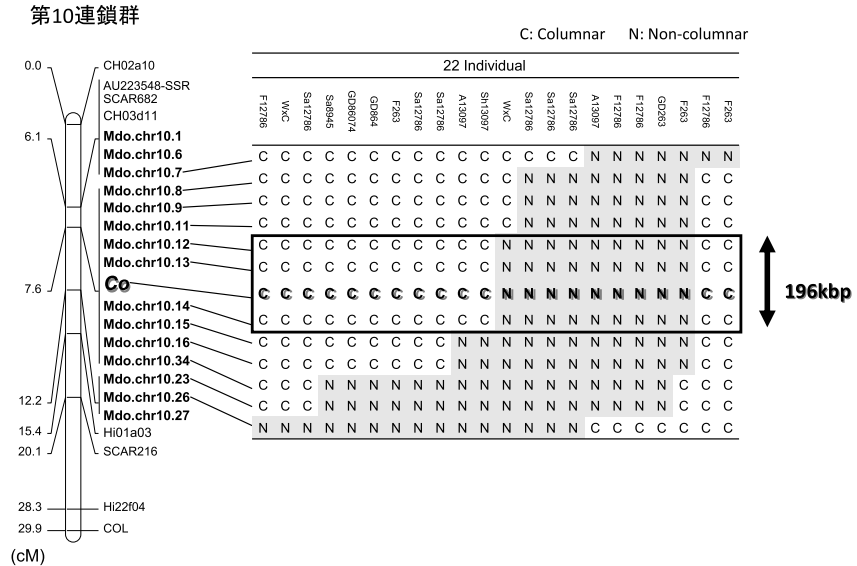 第10連鎖群
C: Columnar N: Non-columnar
22 Individual
F12786 WxC Sa12786 Sa8945 GD86074 GD864 F263 Sa12786 Sa12786 A13097 Sh13097 WxC Sa12786 Sa12786 Sa12786 A13097 F12786 F12786 GD263 F263 F12786 F263
0.0 CH02a10
AU223548-SSR
SCAR682
CH03d11
6.1 Mdo.chr10.1
Mdo.chr10.6
Mdo.chr10.7
Mdo.chr10.8
Mdo.chr10.9
Mdo.chr10.11
Mdo.chr10.12
Mdo.chr10.13
7.6 Co
Mdo.chr10.14
Mdo.chr10.15
Mdo.chr10.16
Mdo.chr10.34
Mdo.chr10.23
12.2 Mdo.chr10.26
Mdo.chr10.27
15.4 Hi01a03
20.1 SCAR216
28.3 Hi22f04
29.9 COL
(cM)
C C C C C C C C C C C C C C C N N N N N N N
C C C C C C C C C C C C N N N N N N N N C C
C C C C C C C C C C C C N N N N N N N N C C
C C C C C C C C C C C C N N N N N N N N C C
C C C C C C C C C C C N N N N N N N N N C C
C C C C C C C C C C C N N N N N N N N N C C
C C C C C C C C C C C N N N N N N N N N C C
C C C C C C C C C C C N N N N N N N N N C C
C C C C C C C C C N N N N N N N N N N N C C
C C C C C C C C C N N N N N N N N N N N C C
C C C N N N N N N N N N N N N N N N N C C C
C C C N N N N N N N N N N N N N N N N C C C
N N N N N N N N N N N N N N N C C C C C C C
196kbp